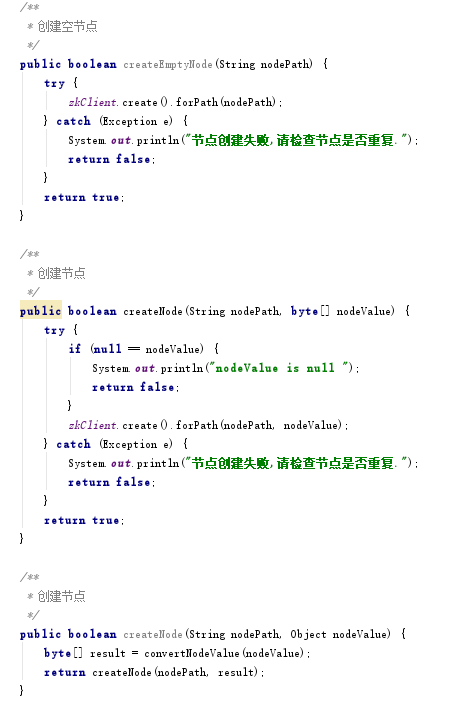 /**
 * 创建空节点
 */
public boolean createEmptyNode(String nodePath) {
    try {
        zkClient.create().forPath(nodePath);
    } catch (Exception e) {
        System.out.println("节点创建失败,请检查节点是否重复.");
        return false;
    }
    return true;
}

/**
 * 创建节点
 */
public boolean createNode(String nodePath, byte[] nodeValue) {
    try {
        if (null == nodeValue) {
            System.out.println("nodeValue is null ");
            return false;
        }
        zkClient.create().forPath(nodePath, nodeValue);
    } catch (Exception e) {
        System.out.println("节点创建失败,请检查节点是否重复.");
        return false;
    }
    return true;
}

/**
 * 创建节点
 */
public boolean createNode(String nodePath, Object nodeValue) {
    byte[] result = convertNodeValue(nodeValue);
    return createNode(nodePath, result);
}